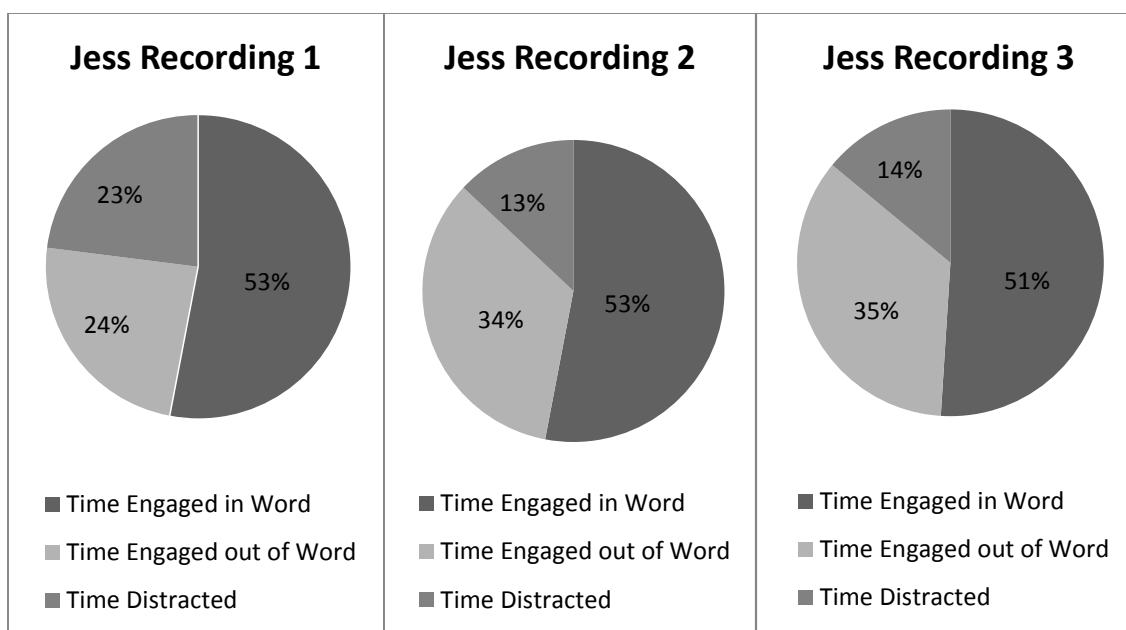 Jess Recording 1
23%
53%
24%
Time Engaged in Word
Time Engaged out of Word
Time Distracted
Jess Recording 2
13%
34%
53%
Time Engaged in Word
Time Engaged out of Word
Time Distracted
Jess Recording 3
14%
51%
35%
Time Engaged in Word
Time Engaged out of Word
Time Distracted